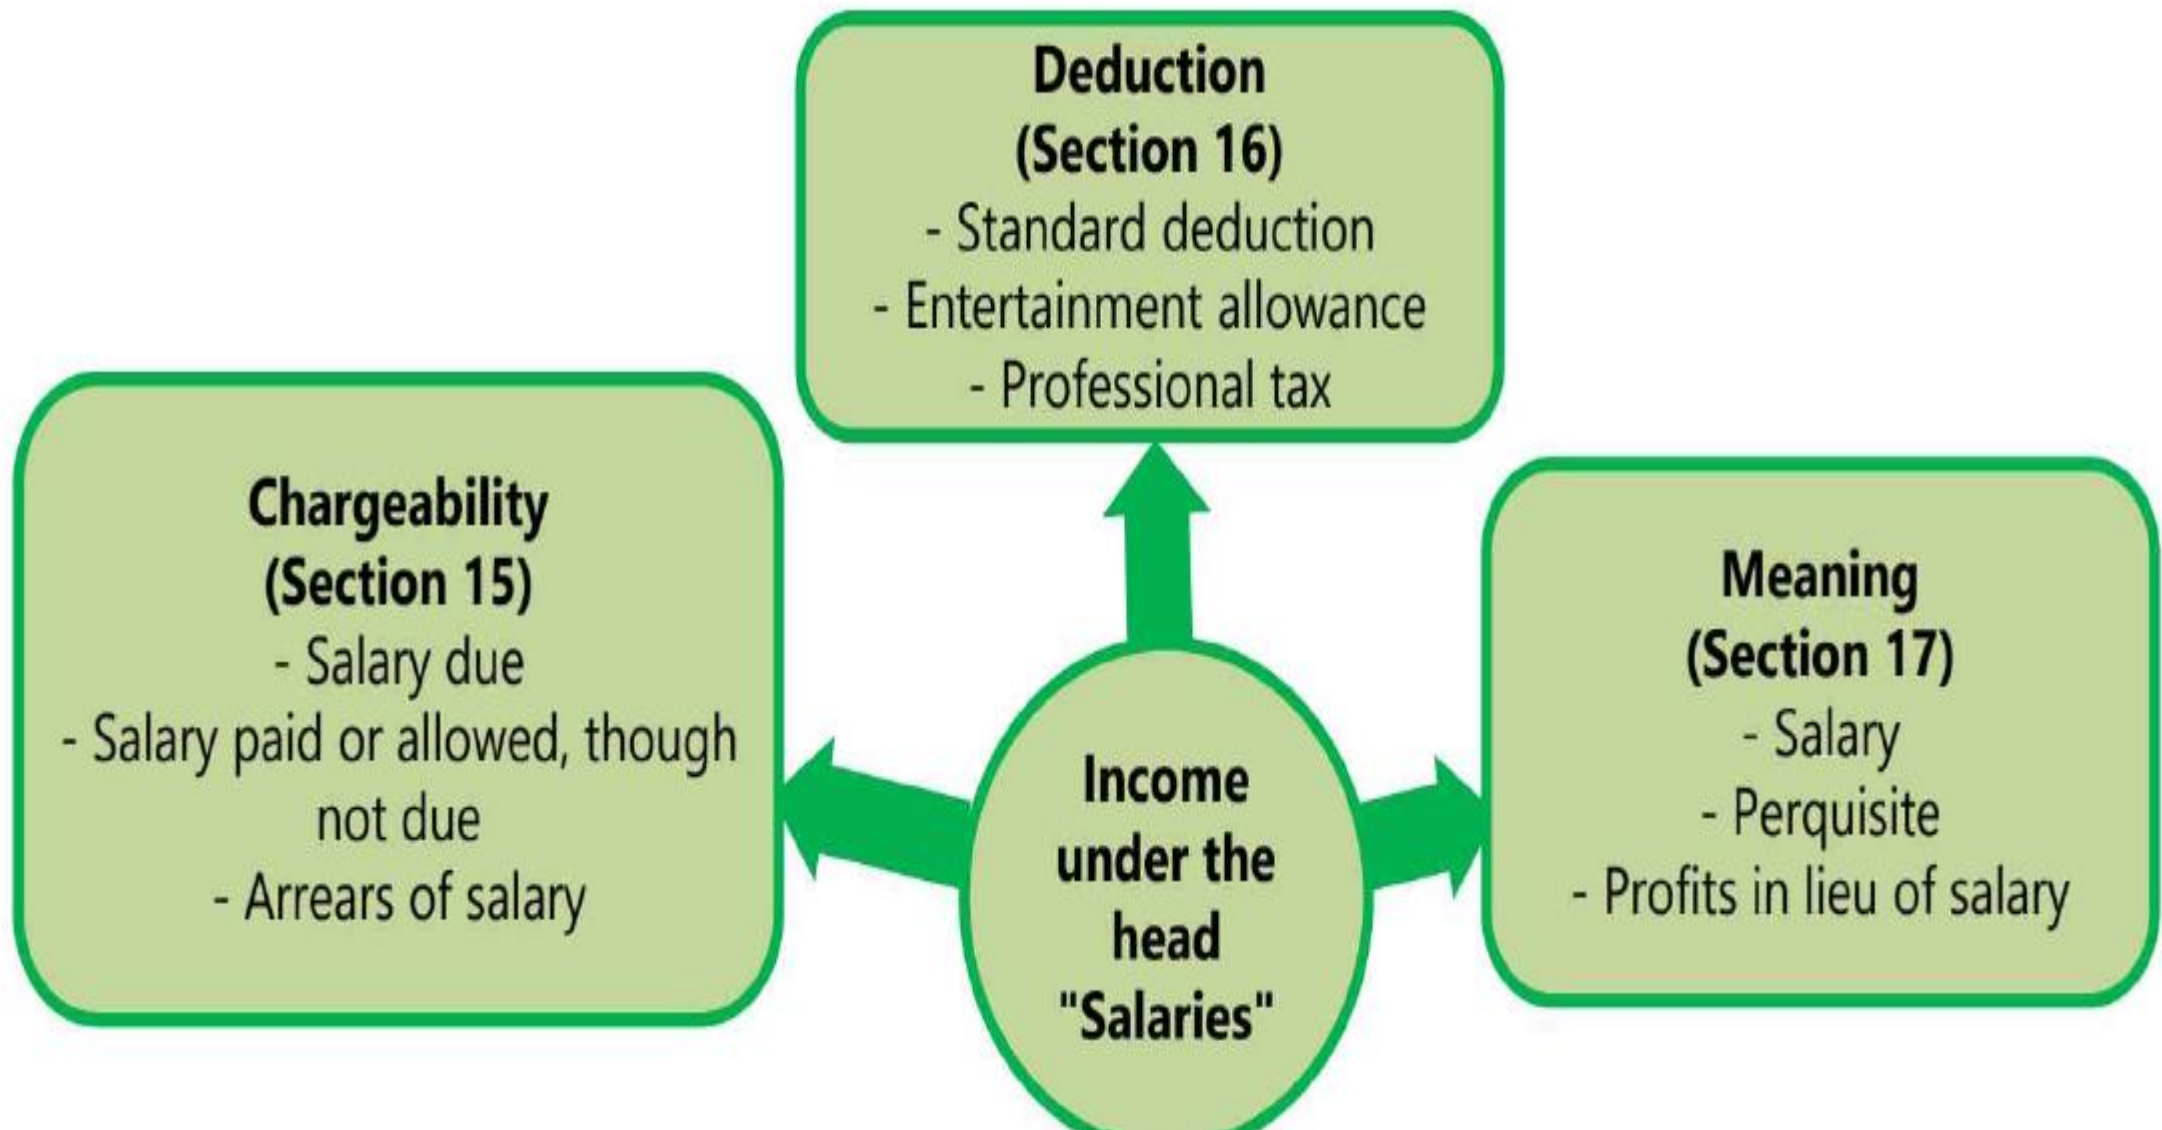 Deduction
(Section 16)
- Standard deduction
- Entertainment allowance
- Professional tax
Chargeability
(Section 15)
- Salary due
- Salary paid or allowed, though
not due
- Arrears of salary
Meaning
(Section 17)
- Salary
- Perquisite
- Profits in lieu of salary
Income
under the
head
"Salaries"